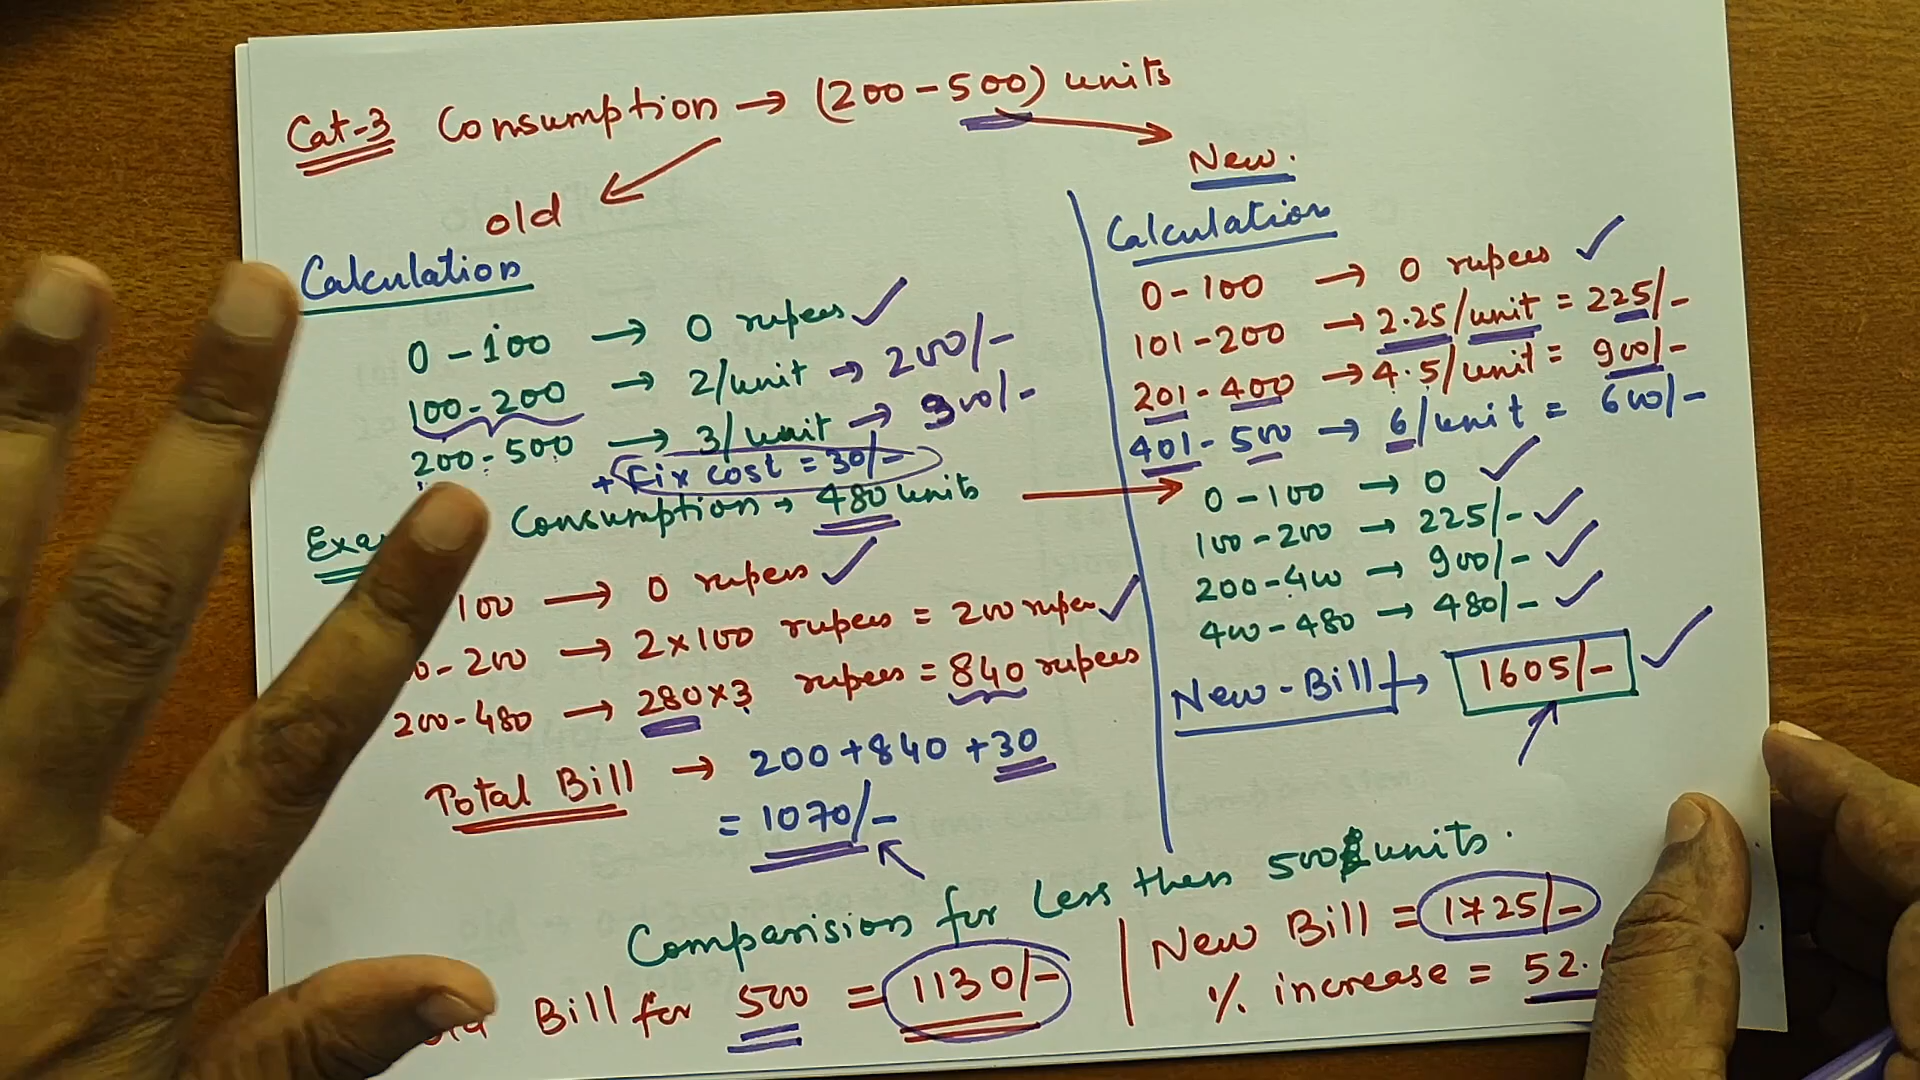 Cat-3 Consumption → (200-500) units
old
Calculation
0-100 → 0 rupees ✓
100-200 → 2/unit → 200/-
200-500 → 3/unit → 900/-
+ Fix cost = 30/-
Consumption → 480 units
100 → 0 rupees ✓
0-200 → 2×100 rupees = 200 rupees ✓
200-480 → 280×3 rupees = 840 rupees
Total Bill → 200+840+30
= 1070/-
New.
Calculation
0-100 → 0 rupees ✓
101-200 → 2.25/unit = 225/-
201-400 → 4.5/unit = 900/-
401-500 → 6/unit = 600/-
0-100 → 0 ✓
100-200 → 225/- ✓
200-400 → 900/- ✓
400-480 → 480/- ✓
New-Bill → 1605/- ✓
Comparision for Less then 500 units.
Bill for 500 = 1130/-
New Bill = 1725/-
% increase = 52.